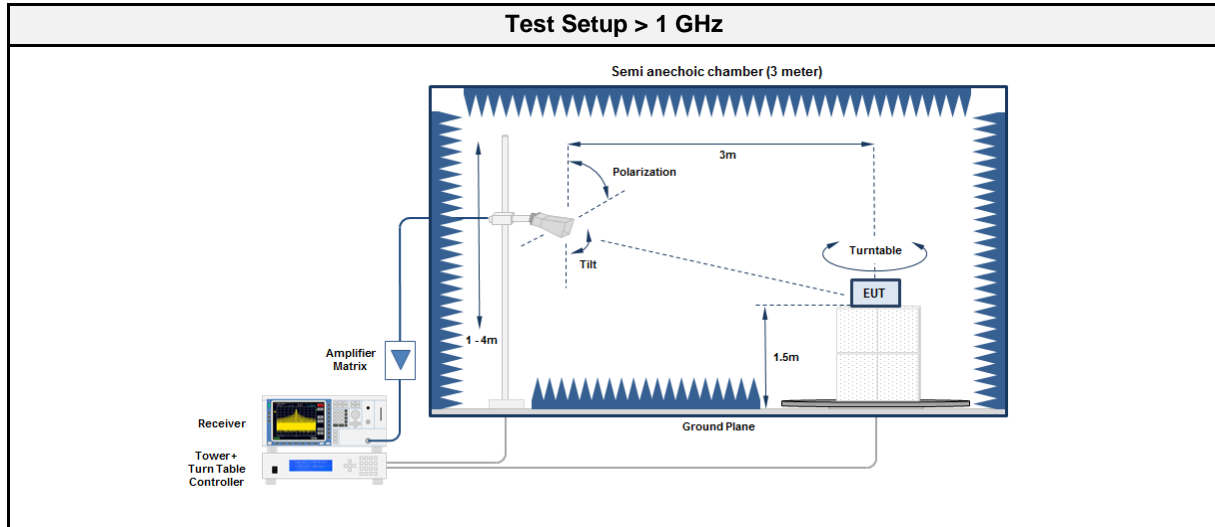 Test Setup > 1 GHz
Semi anechoic chamber (3 meter)
3m
Polarization
Tilt
Turntable
EUT
1 - 4m
1.5m
Amplifier
Matrix
Ground Plane
Receiver
Tower+
Turn Table
Controller